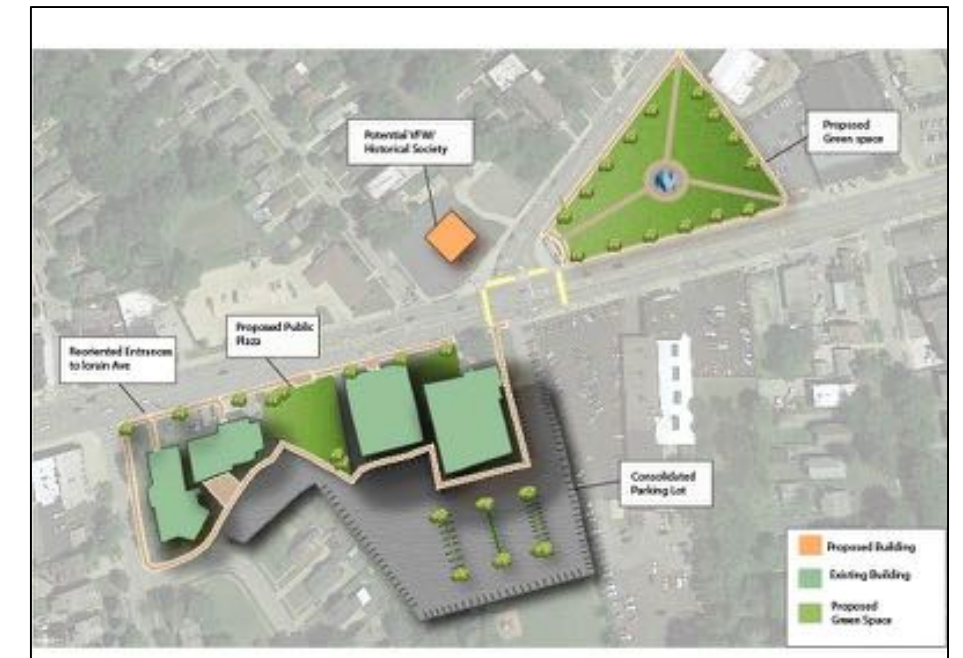 Potential VFW/
Historical Society
Proposed
Green space
Proposed Public
Plaza
Reoriented Entrances
to lorain Ave
Consolidated
Parking Lot
Proposed Building
Existing Building
Proposed
Green Space